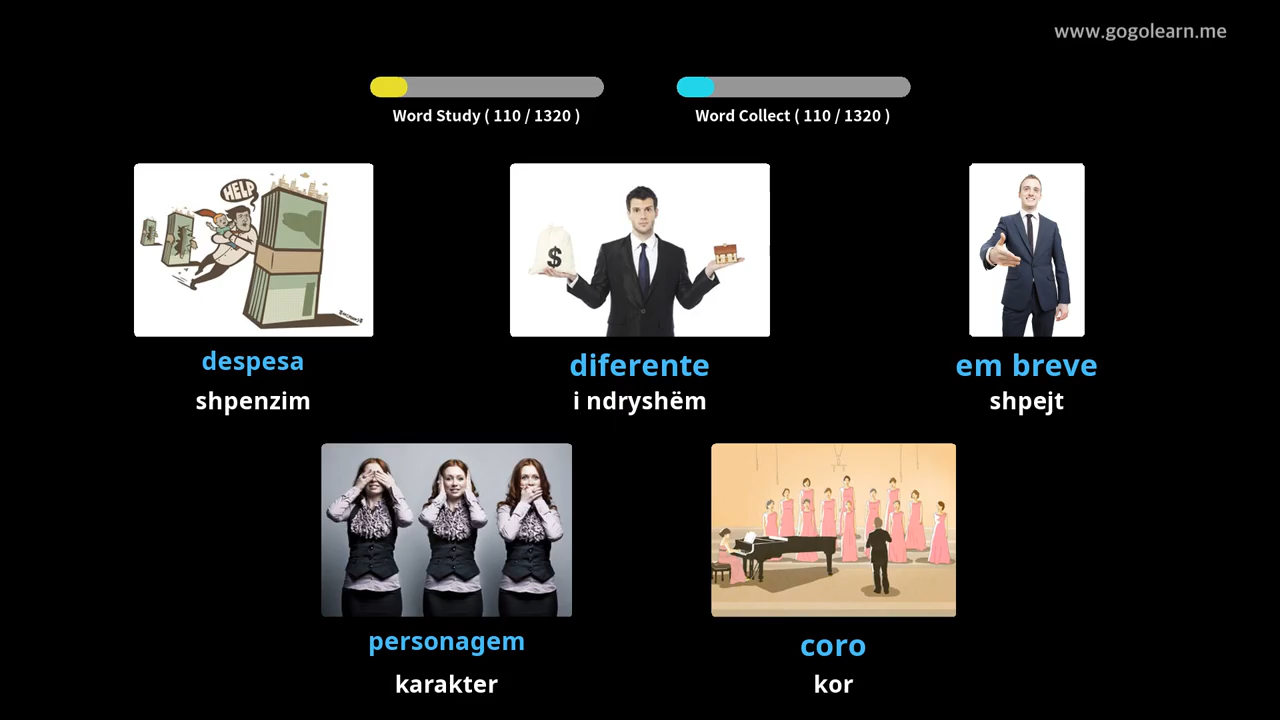 www.gogolearn.me
Word Study ( 110 / 1320 )
Word Collect ( 110 / 1320 )
HELP
$
despesa
diferente
em breve
shpenzim
i ndryshëm
shpejt
personagem
coro
karakter
kor